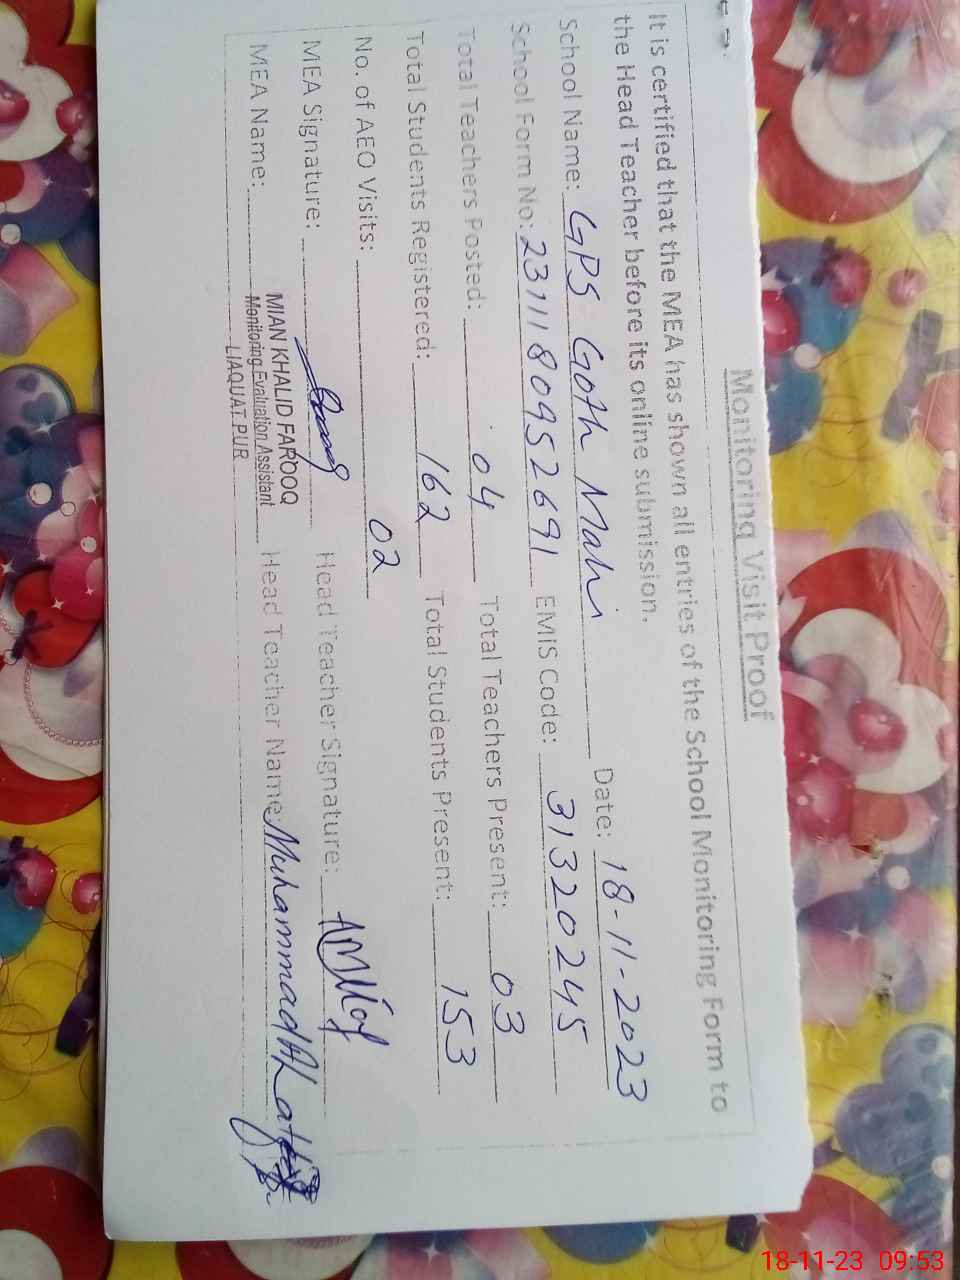 Monitoring Visit Proof
It is certified that the MEA has shown all entries of the School Monitoring Form to
the Head Teacher before its online submission.
Date: 18-11-2023
School Name: GPS Goth Mahi
School Form No: 23111809526 91 EMIS Code: 31320245
Total Teachers Posted: 04 Total Teachers Present: 03
Total Students Registered: 162 Total Students Present: 153
No. of AEO Visits: 02
MEA Signature: Head Teacher Signature:
MEA Name: MIAN KHALID FAROOQ Head Teacher Name: Muhammad
Monitoring Evaluation Assistant
LIAQUAT PUR
18-11-23 09:53